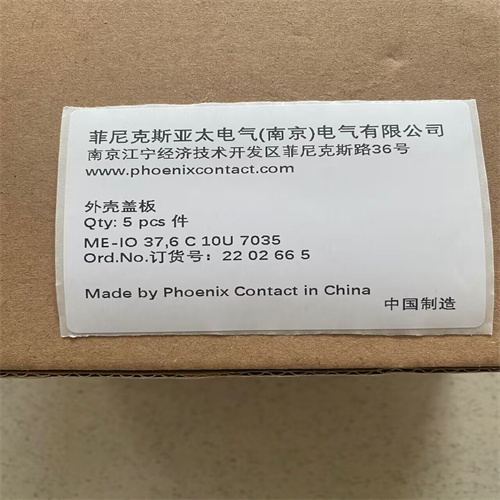 菲尼克斯亚太电气(南京)电气有限公司
南京江宁经济技术开发区菲尼克斯路36号
www.phoenixcontact.com
外壳盖板
Qty: 5 pcs 件
ME-IO 37,6 C 10U 7035
Ord.No.订货号：22 02 66 5
Made by Phoenix Contact in China
中国制造